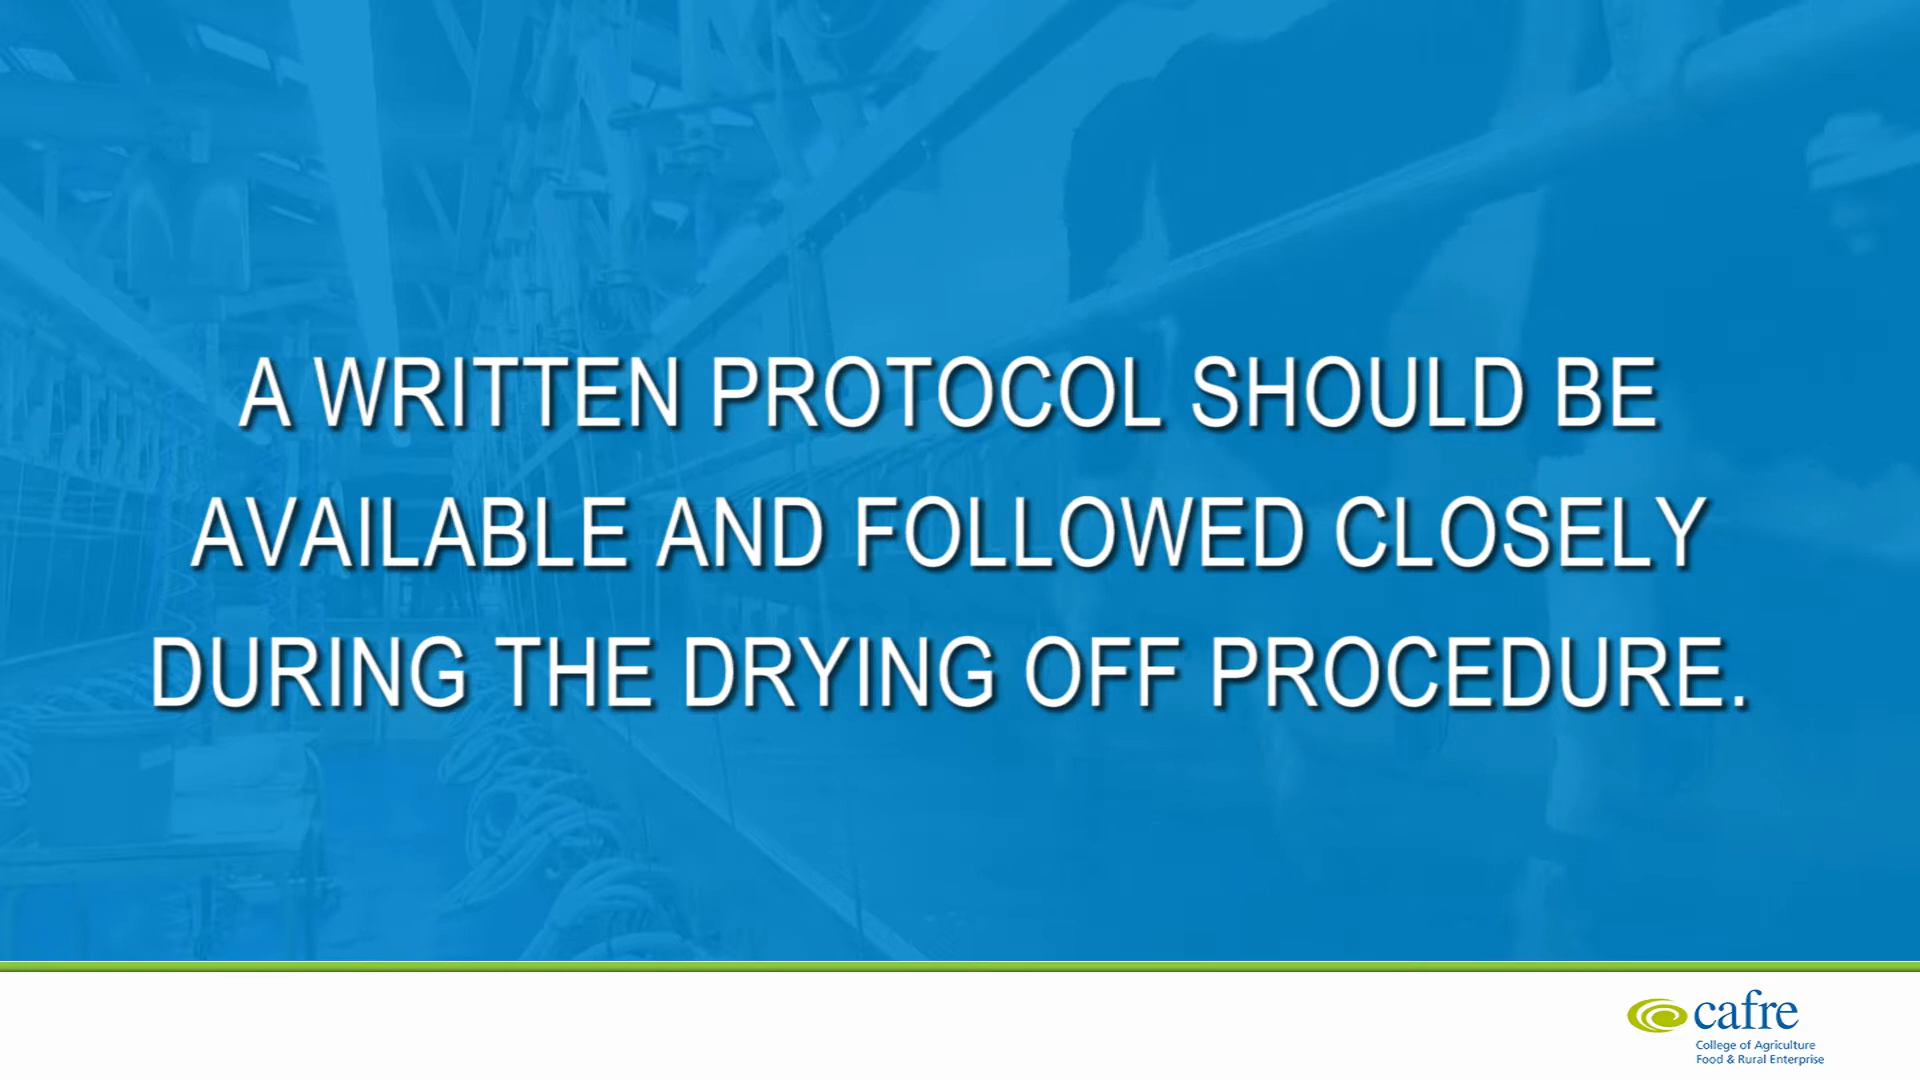 A WRITTEN PROTOCOL SHOULD BE
AVAILABLE AND FOLLOWED CLOSELY
DURING THE DRYING OFF PROCEDURE.
cafre
College of Agriculture
Food & Rural Enterprise